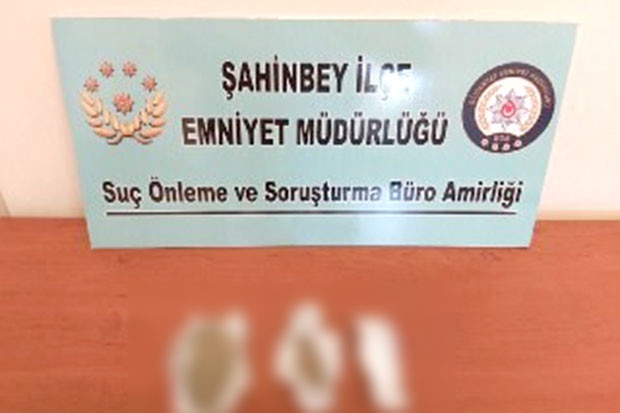 ŞAHİNBEY İLÇE
EMNİYET MÜDÜRLÜĞÜ
Suç Önleme ve Soruşturma Büro Amirliği